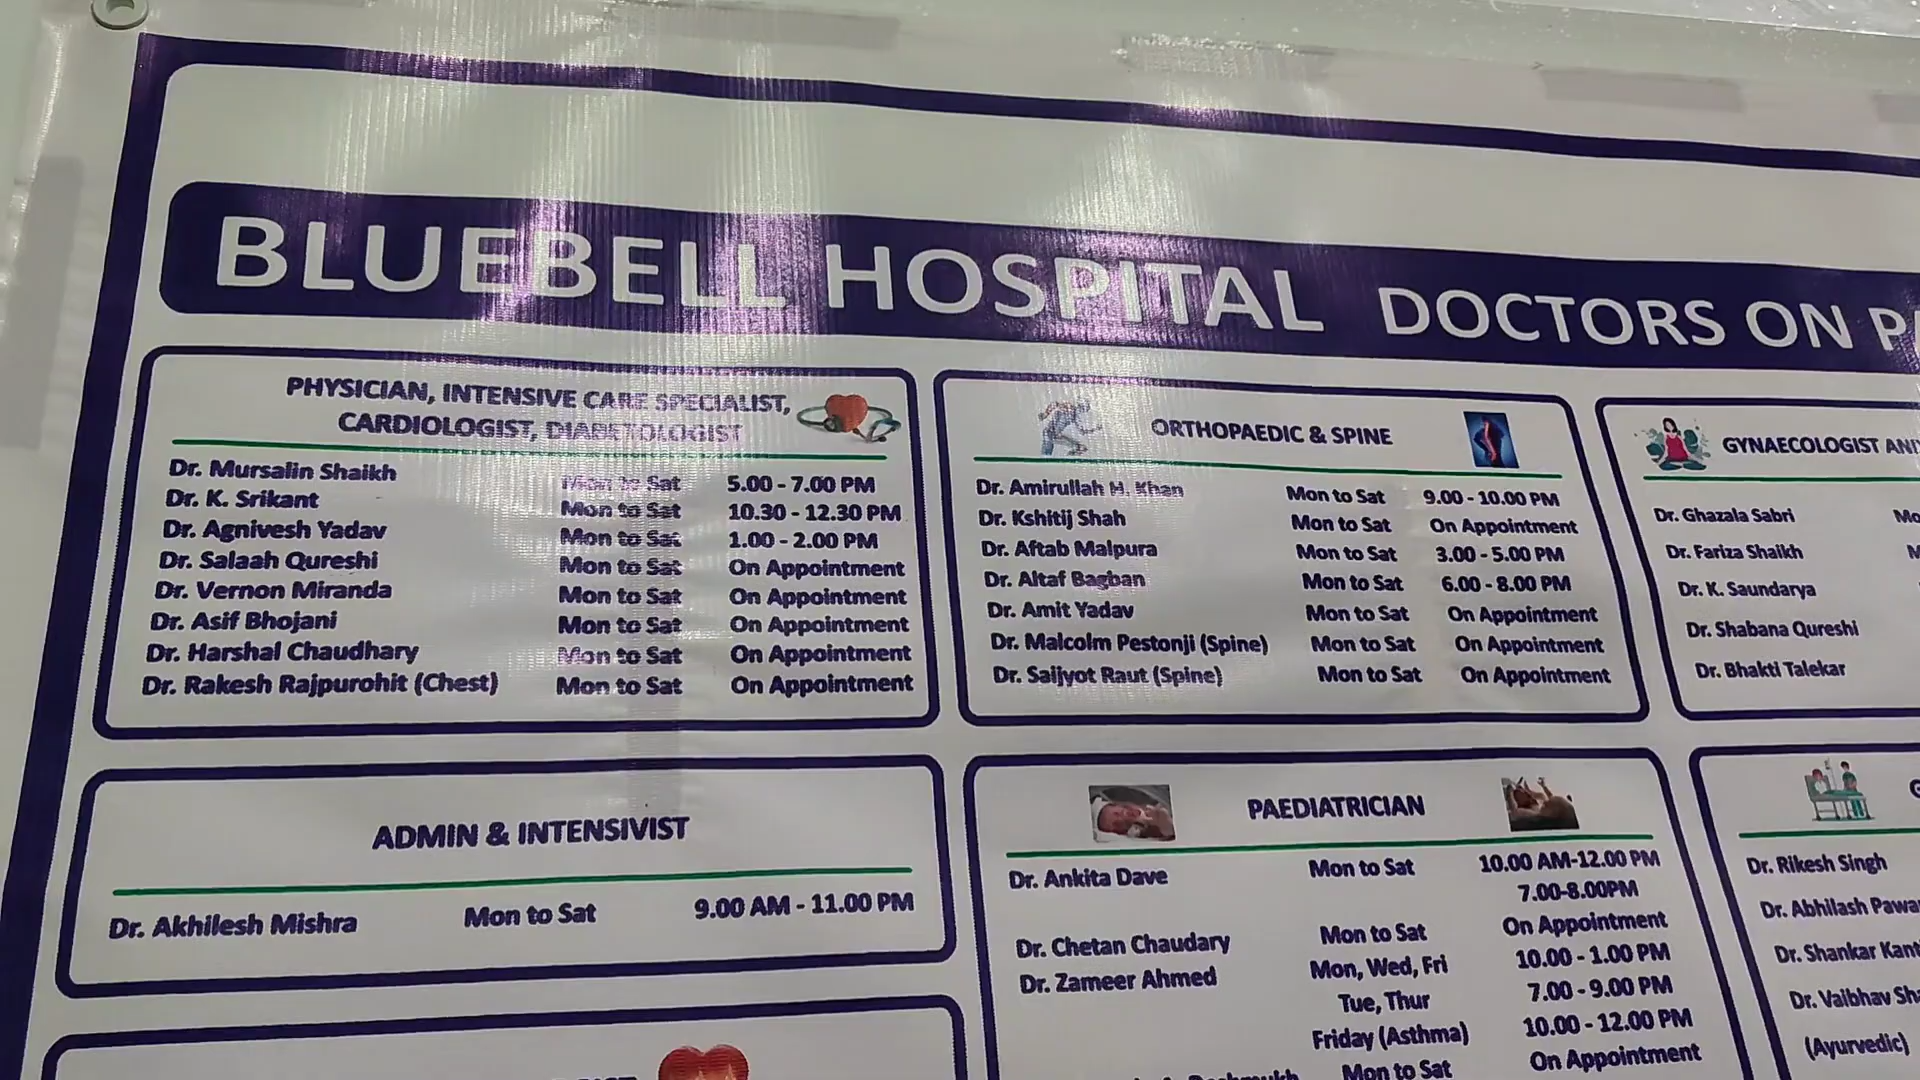 BLUEBELL HOSPITAL DOCTORS ON
PHYSICIAN, INTENSIVE CARE SPECIALIST,
CARDIOLOGIST, DIABETOLOGIST
Dr. Mursalin Shaikh Mon to Sat 5.00 - 7.00 PM
Dr. K. Srikant Mon to Sat 10.30 - 12.30 PM
Dr. Agnivesh Yadav Mon to Sat 1.00 - 2.00 PM
Dr. Salaah Qureshi Mon to Sat On Appointment
Dr. Vernon Miranda Mon to Sat On Appointment
Dr. Asif Bhojani Mon to Sat On Appointment
Dr. Harshal Chaudhary Mon to Sat On Appointment
Dr. Rakesh Rajpurohit (Chest) Mon to Sat On Appointment
ORTHOPAEDIC & SPINE
Dr. Amirullah H. Khan Mon to Sat 9.00 - 10.00 PM
Dr. Kshitij Shah Mon to Sat On Appointment
Dr. Aftab Malpura Mon to Sat 3.00 - 5.00 PM
Dr. Altaf Bagban Mon to Sat 6.00 - 8.00 PM
Dr. Amit Yadav Mon to Sat On Appointment
Dr. Malcolm Pestonji (Spine) Mon to Sat On Appointment
Dr. Saijyot Raut (Spine) Mon to Sat On Appointment
GYNAECOLOGIST
Dr. Ghazala Sabri
Dr. Fariza Shaikh
Dr. K. Saundarya
Dr. Shabana Qureshi
Dr. Bhakti Talekar
ADMIN & INTENSIVIST
Dr. Akhilesh Mishra Mon to Sat 9.00 AM - 11.00 PM
PAEDIATRICIAN
Dr. Ankita Dave Mon to Sat 10.00 AM-12.00 PM
7.00-8.00PM
Dr. Chetan Chaudary Mon to Sat On Appointment
Dr. Zameer Ahmed Mon, Wed, Fri 10.00 - 1.00 PM
Tue, Thur 7.00 - 9.00 PM
Friday (Asthma) 10.00 - 12.00 PM
Mon to Sat On Appointment
Dr. Rikesh Singh
Dr. Abhilash
Dr. Shankar
Dr. Vaibhav
(Ayurvedic)